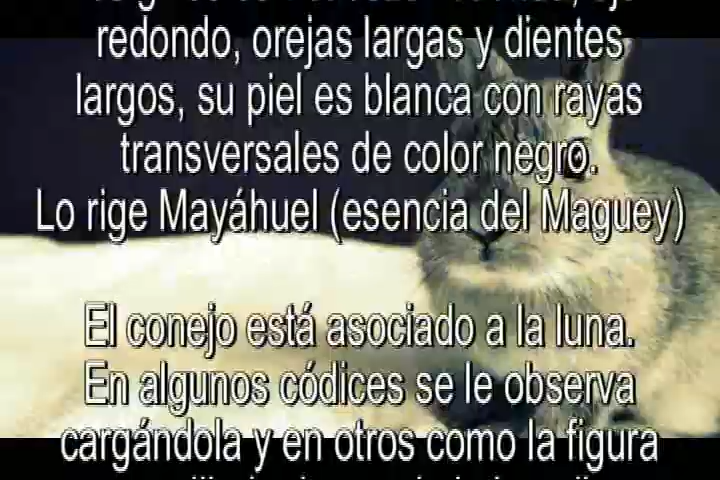 redondo, orejas largas y dientes
largos, su piel es blanca con rayas
transversales de color negro.
Lo rige Mayáhuel (esencia del Maguey)
El conejo está asociado a la luna.
En algunos códices se le observa
cargándola y en otros como la figura